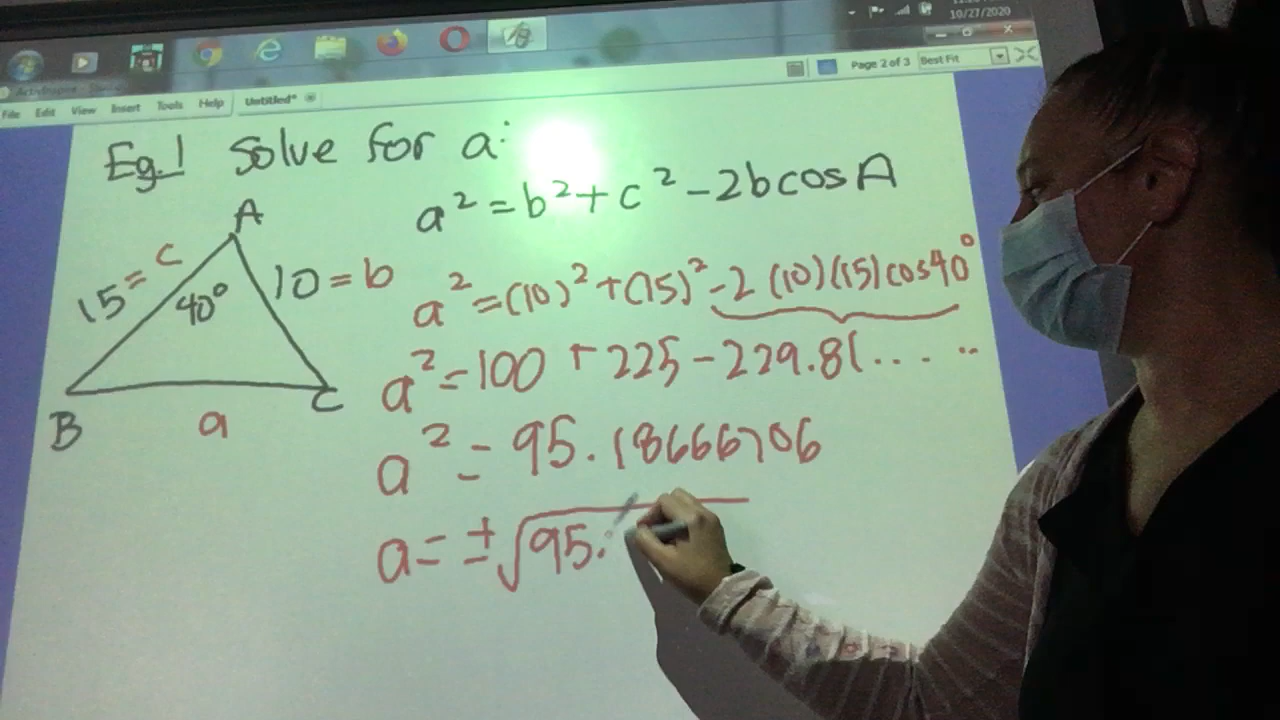 10/27/2020
Page 2 of 3 Best Fit
File Edit View Insert Tools Help Untitled*
Eg.1 Solve for a:
a² = b² + c² - 2bcosA
A
15 = c
40°
10 = b
B
C
a
a² = (10)² + (15)² - 2 (10)(15)cos40°
a² = 100 + 225 - 229.81.....
a² = 95.18666706
a = ± √95.